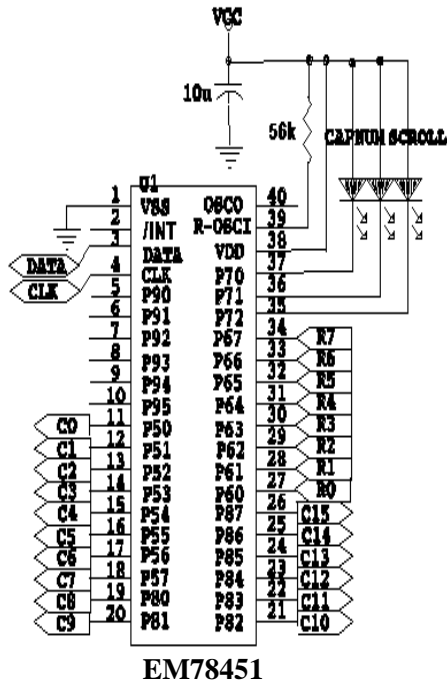 VGC
10u
56k
CAPNUM SCROLL
U1
1 VSS OSCO 40
2 /INT R-OSCI 39
DATA 3 DATA VDD 38
CLK 4 CLK P70 37
5 P90 P71 36
6 P91 P72 35
7 P92 P67 34 R7
8 P93 P66 33 R6
9 P94 P65 32 R5
10 P95 P64 31 R4
C0 11 P50 P63 30 R3
C1 12 P51 P62 29 R2
C2 13 P52 P61 28 R1
C3 14 P53 P60 27 R0
C4 15 P54 P87 26 C15
C5 16 P55 P86 25 C14
C6 17 P56 P85 24 C13
C7 18 P57 P84 23 C12
C8 19 P80 P83 22 C11
C9 20 P81 P82 21 C10
EM78451